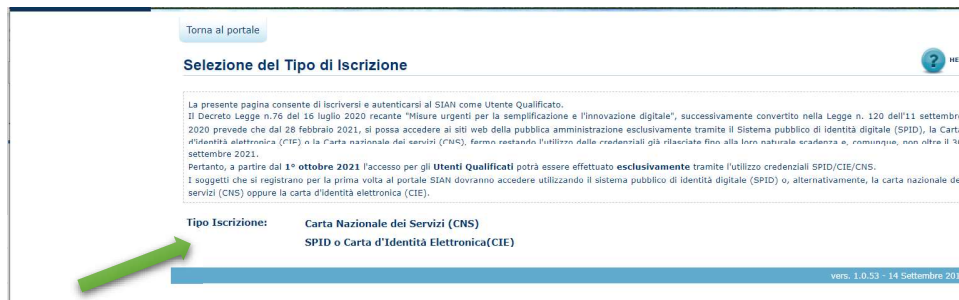 Torna al portale
Selezione del Tipo di Iscrizione
? HE
La presente pagina consente di iscriversi e autenticarsi al SIAN come Utente Qualificato.
Il Decreto Legge n.76 del 16 luglio 2020 recante "Misure urgenti per la semplificazione e l'innovazione digitale", successivamente convertito nella Legge n. 120 dell'11 settembre
2020 prevede che dal 28 febbraio 2021, si possa accedere ai siti web della pubblica amministrazione esclusivamente tramite il Sistema pubblico di identità digitale (SPID), la Carta
d'identità elettronica (CIE) o la Carta nazionale dei servizi (CNS), fermo restando l'utilizzo delle credenziali già rilasciate fino alla loro naturale scadenza e, comunque, non oltre il 30
settembre 2021.
Pertanto, a partire dal 1° ottobre 2021 l'accesso per gli Utenti Qualificati potrà essere effettuato esclusivamente tramite l'utilizzo credenziali SPID/CIE/CNS.
I soggetti che si registrano per la prima volta al portale SIAN dovranno accedere utilizzando il sistema pubblico di identità digitale (SPID) o, alternativamente, la carta nazionale de
servizi (CNS) oppure la carta d'identità elettronica (CIE).
Tipo Iscrizione: Carta Nazionale dei Servizi (CNS)
SPID o Carta d'Identità Elettronica(CIE)
vers. 1.0.53 - 14 Settembre 201